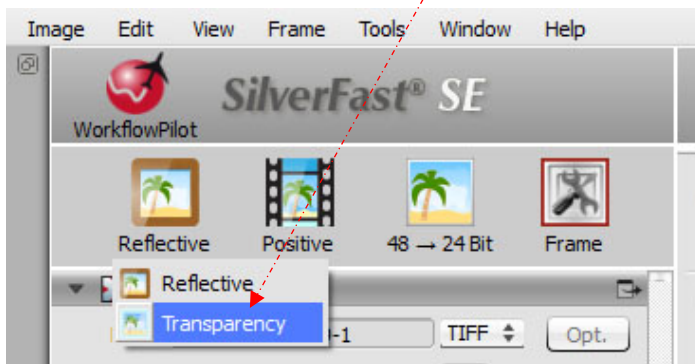 Image Edit View Frame Tools Window Help
SilverFast® SE
WorkflowPilot
Reflective Positive 48 → 24 Bit Frame
Reflective
Transparency -1 TIFF Opt.